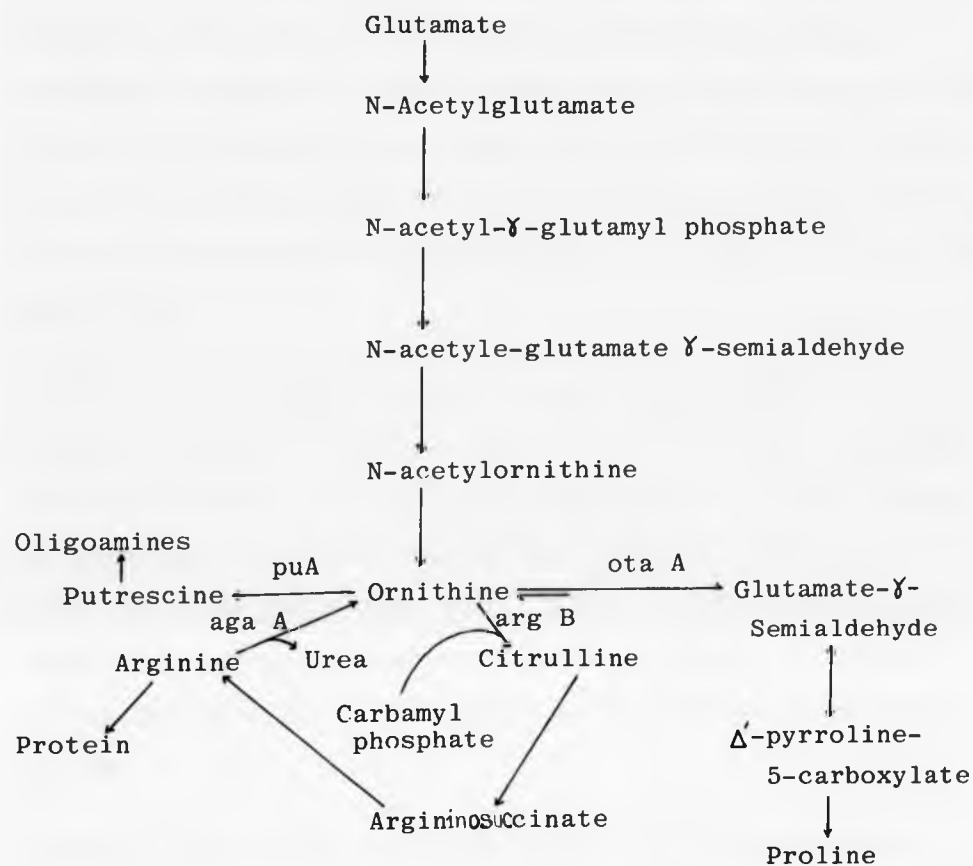 Glutamate
N-Acetylglutamate
N-acetyl-ɣ-glutamyl phosphate
N-acetyle-glutamate ɣ-semialdehyde
N-acetylornithine
Oligoamines
puA
ota A
Putrescine
Ornithine
Glutamate-ɣ-
Semialdehyde
aga A
arg B
Arginine
Urea
Citrulline
Carbamyl
phosphate
Protein
Δ'-pyrroline-
5-carboxylate
Argininosuccinate
Proline